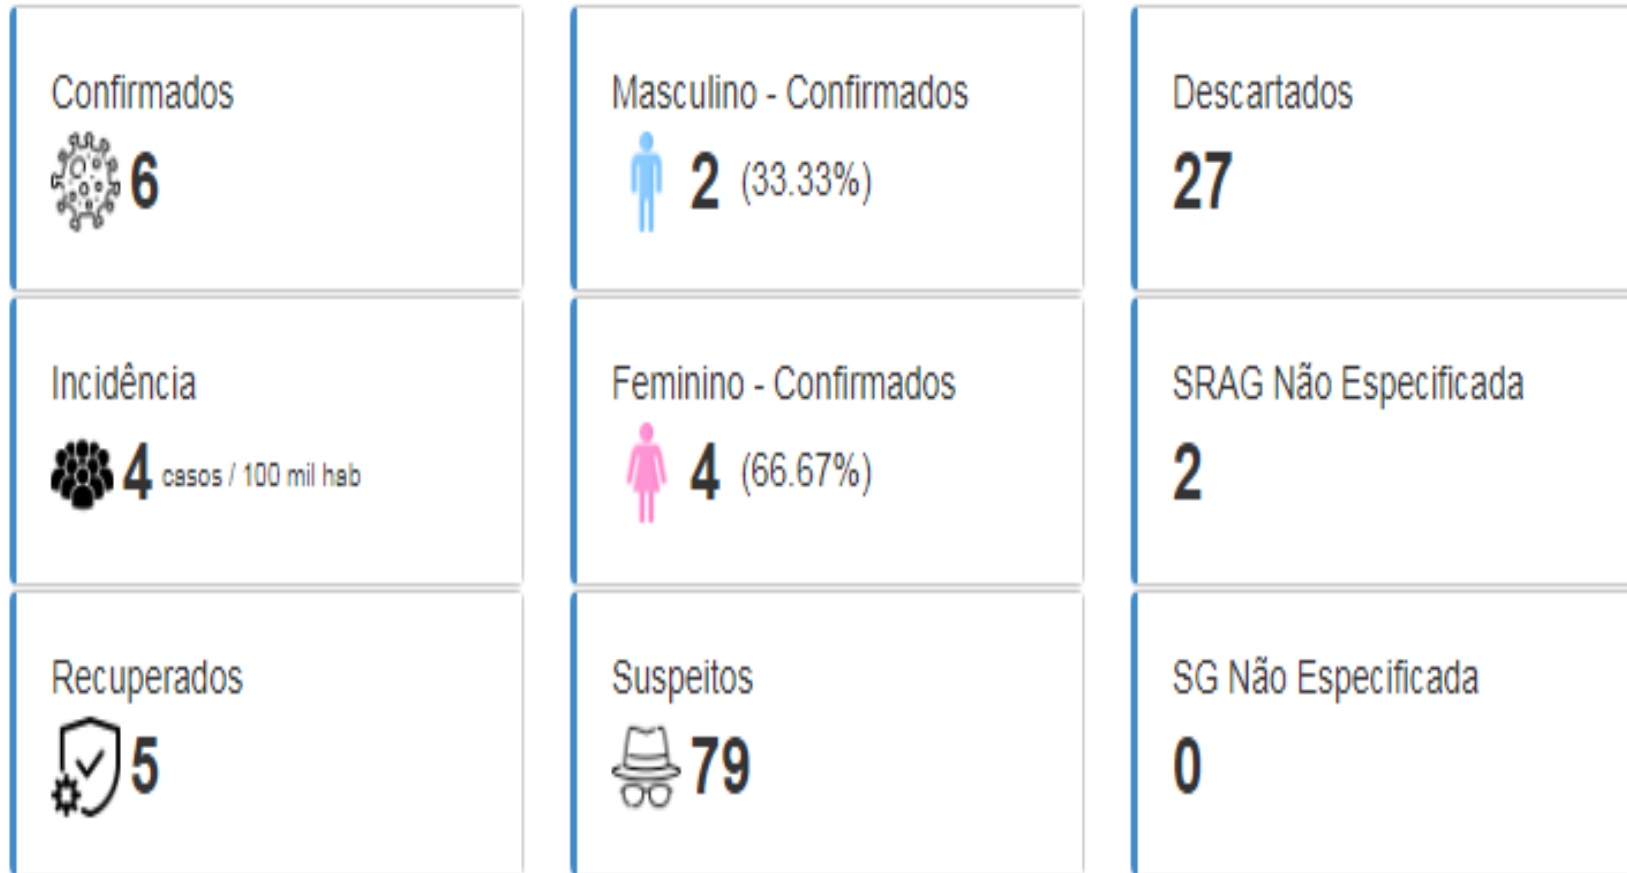 Confirmados
6
Masculino - Confirmados
2 (33.33%)
Descartados
27
Incidência
4 casos / 100 mil hab
Feminino - Confirmados
4 (66.67%)
SRAG Não Especificada
2
Recuperados
5
Suspeitos
79
SG Não Especificada
0